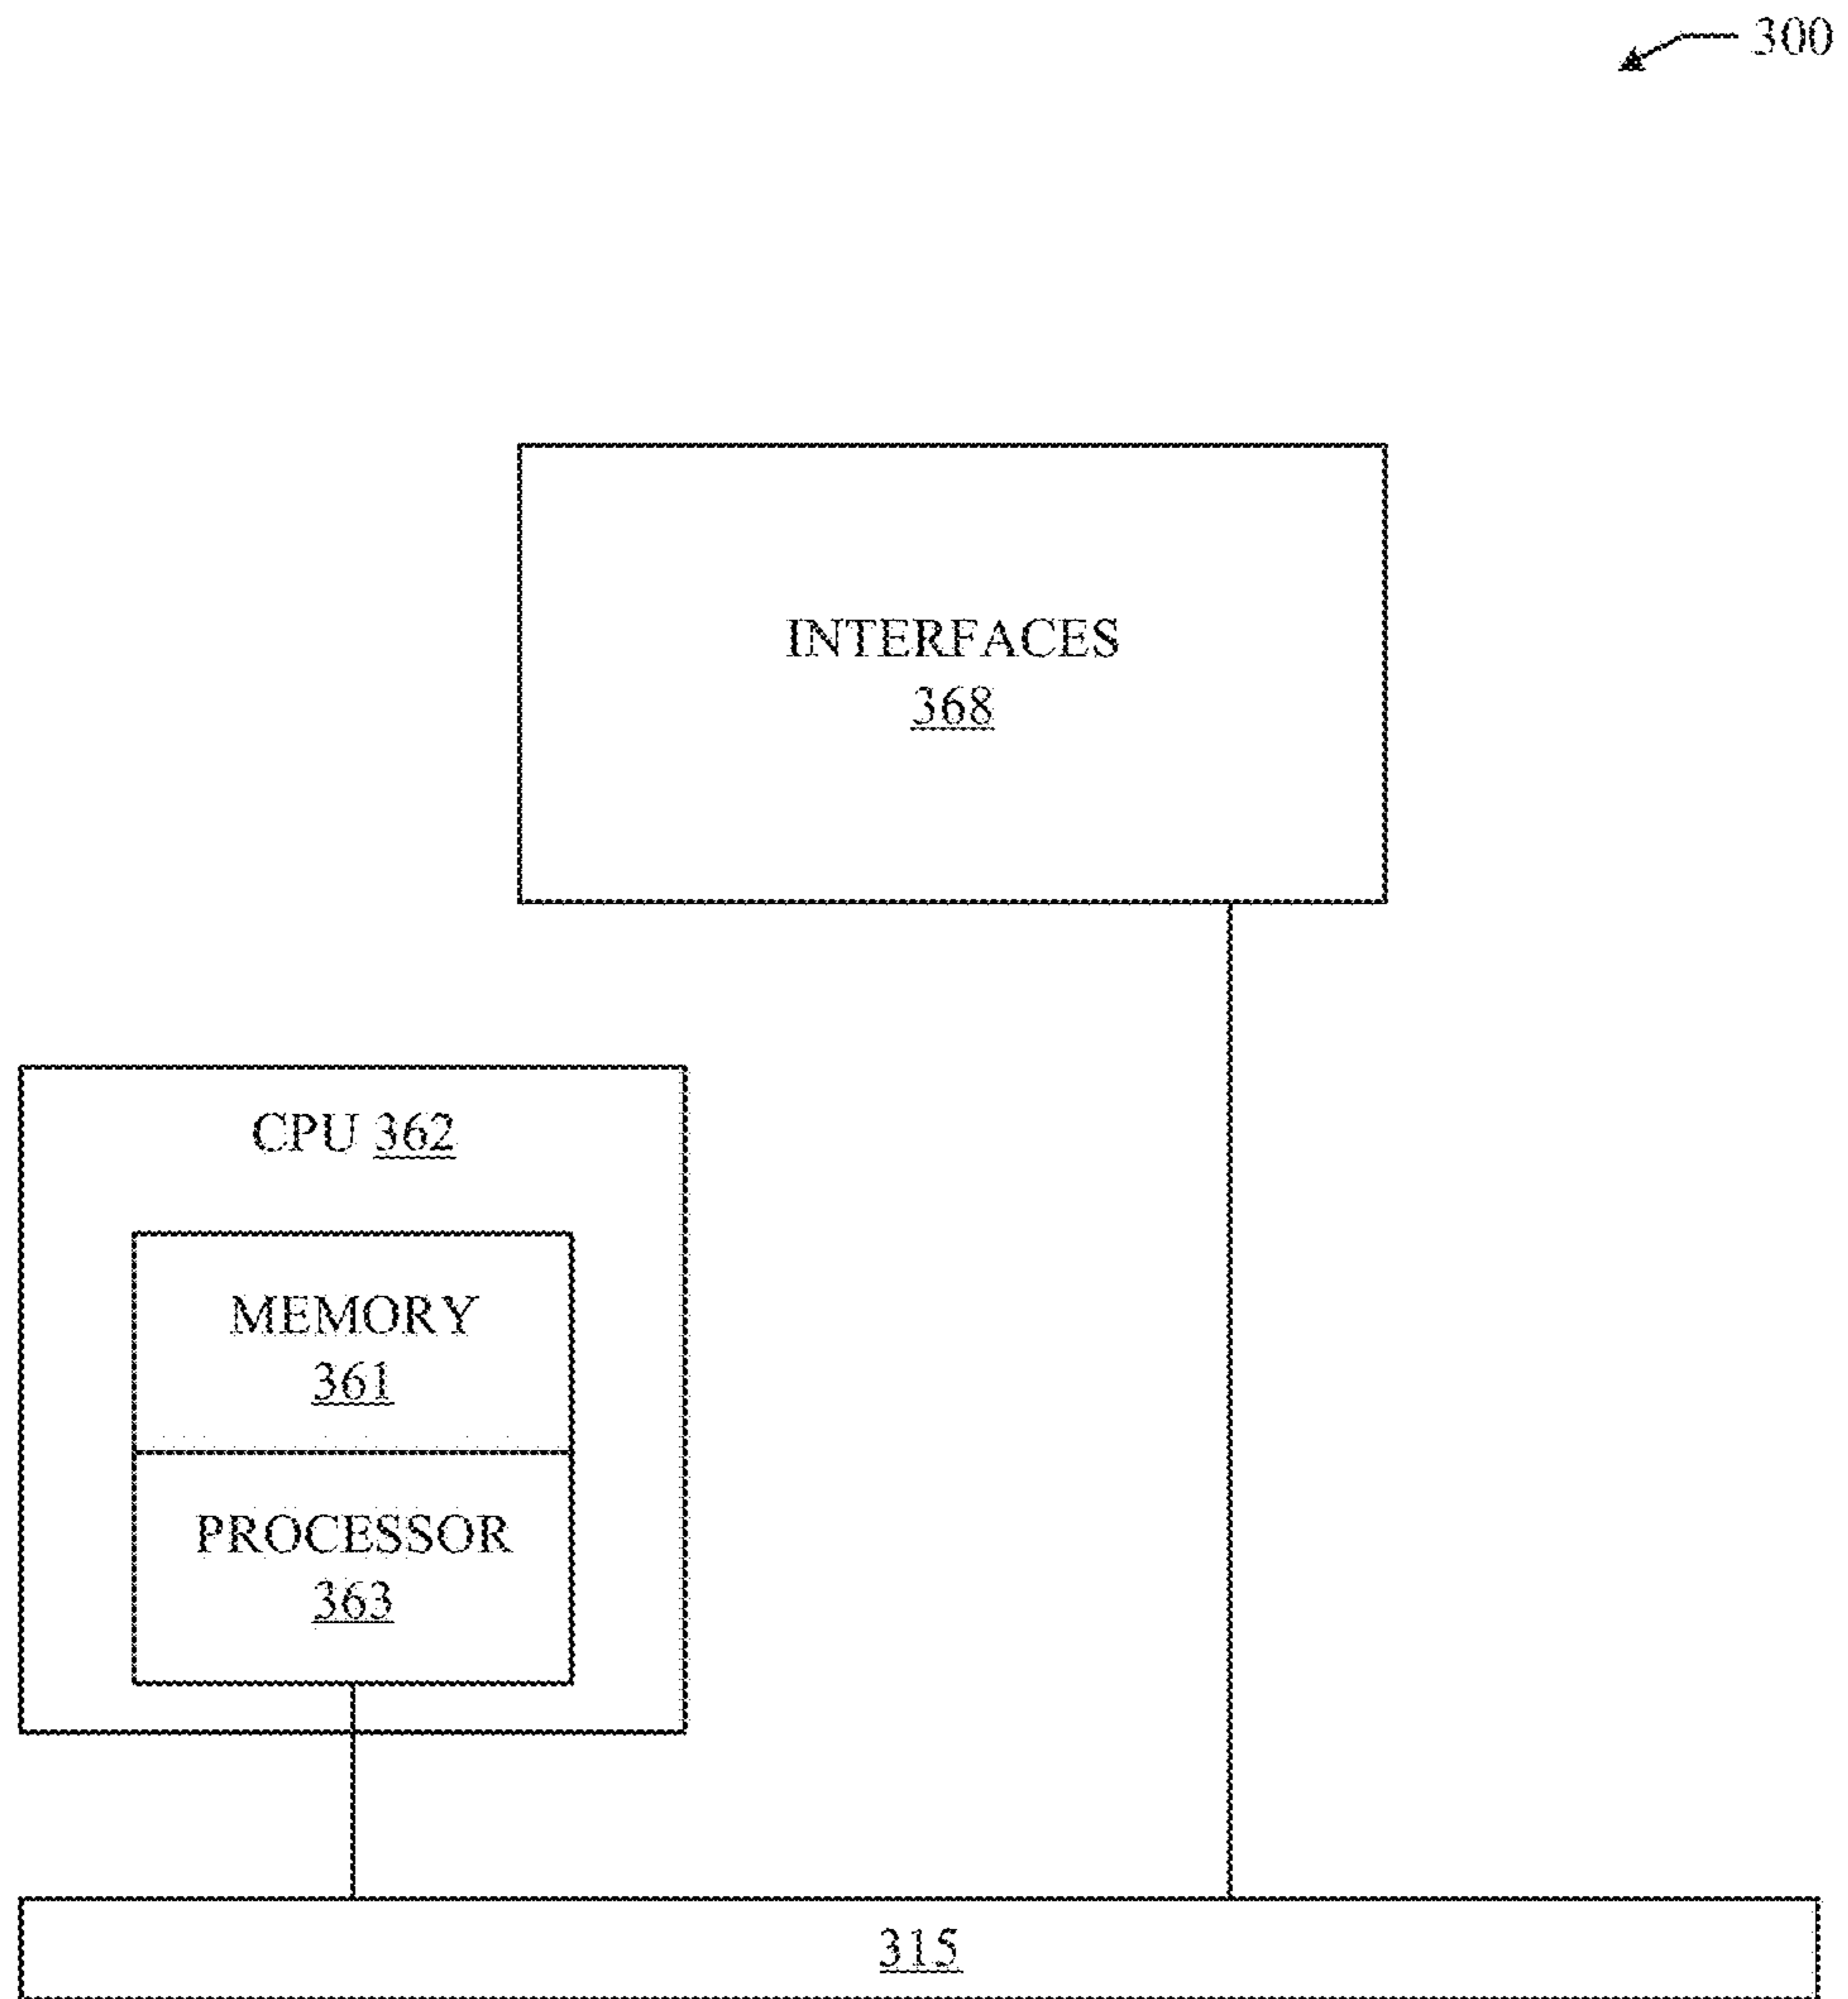 300
INTERFACES
368
CPU 362
MEMORY
361
PROCESSOR
363
315